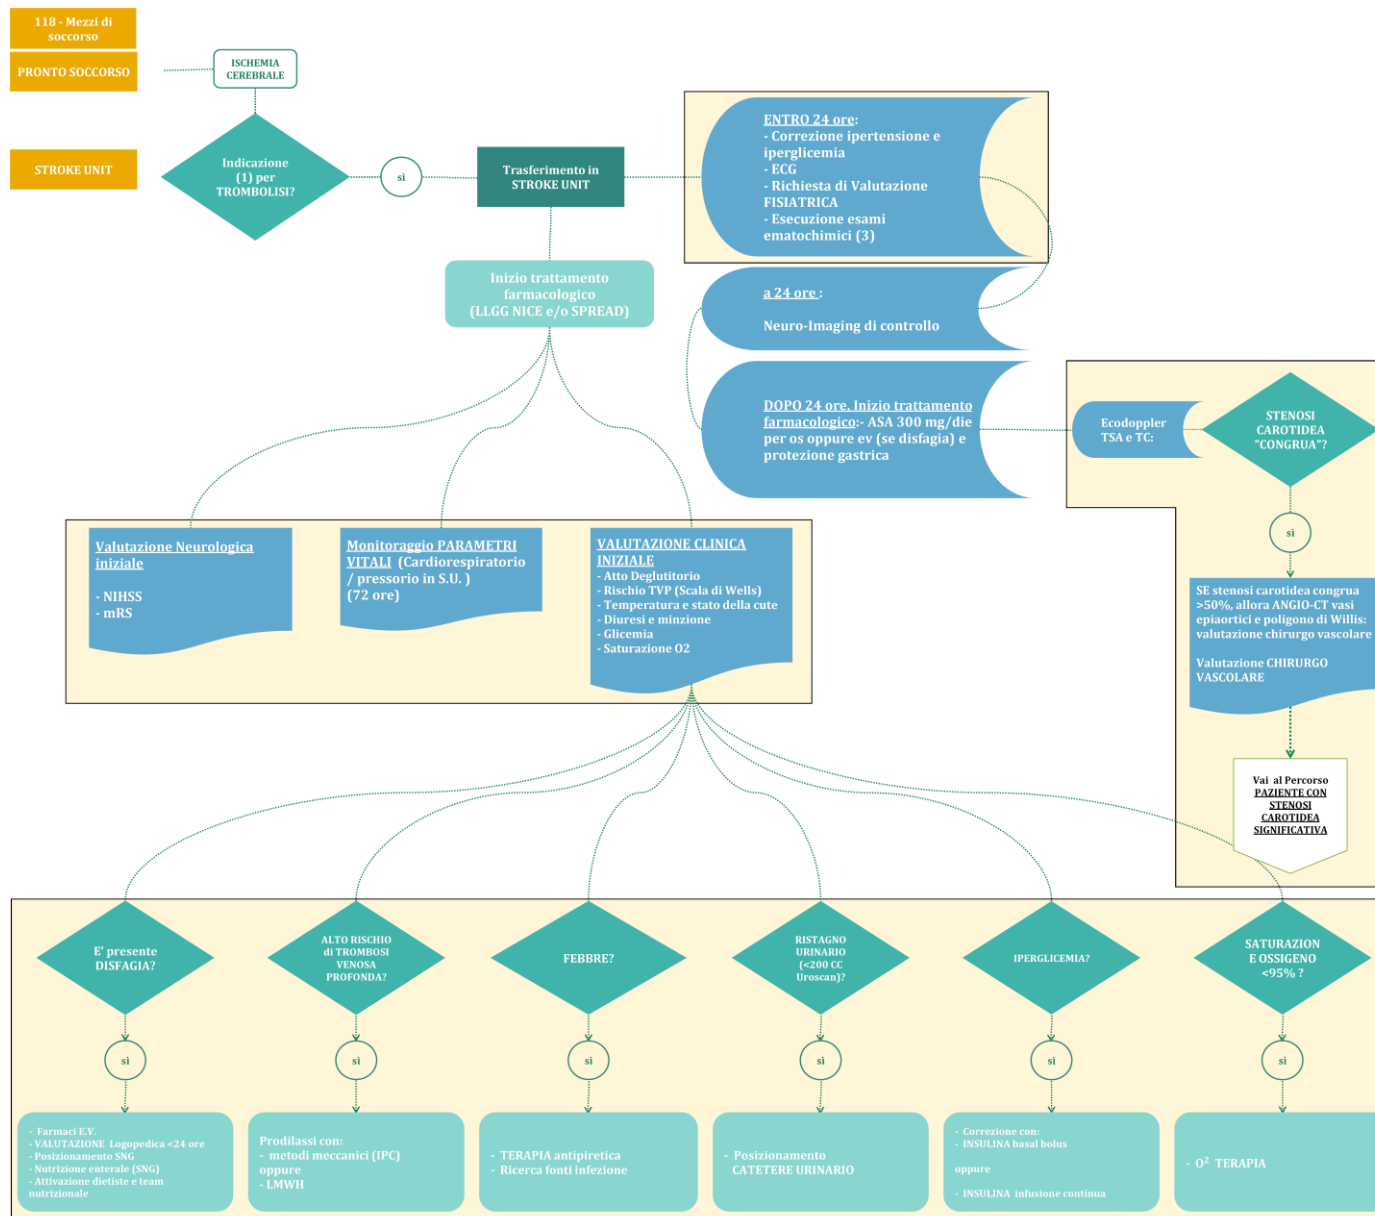 118 - Mezzi di
soccorso
PRONTO SOCCORSO
ISCHEMIA
CEREBRALE
STROKE UNIT
Indicazione
(1) per
TROMBOLISI?
sì
Trasferimento in
STROKE UNIT
ENTRO 24 ore:
- Correzione ipertensione e
iperglicemia
- ECG
- Richiesta di Valutazione
FISIATRICA
- Esecuzione esami
ematochimici (3)
Inizio trattamento
farmacologico
(LLGG NICE e/o SPREAD)
a 24 ore :
Neuro-Imaging di controllo
DOPO 24 ore, Inizio trattamento
farmacologico:- ASA 300 mg/die
per os oppure ev (se disfagia) e
protezione gastrica
Ecodoppler
TSA e TC:
STENOSI
CAROTIDEA
"CONGRUA"?
sì
SE stenosi carotidea congrua
>50%, allora ANGIO-CT vasi
epiaortici e poligono di Willis:
valutazione chirurgo vascolare
Valutazione CHIRURGO
VASCOLARE
Vai al Percorso
PAZIENTE CON
STENOSI
CAROTIDEA
SIGNIFICATIVA
Valutazione Neurologica
iniziale
- NIHSS
- mRS
Monitoraggio PARAMETRI
VITALI (Cardiorespiratorio
/ pressorio in S.U. )
(72 ore)
VALUTAZIONE CLINICA
INIZIALE
- Atto Deglutitorio
- Rischio TVP (Scala di Wells)
- Temperatura e stato della cute
- Diuresi e minzione
- Glicemia
- Saturazione O2
E' presente
DISFAGIA?
ALTO RISCHIO
di TROMBOSI
VENOSA
PROFONDA?
FEBBRE?
RISTAGNO
URINARIO
(<200 CC
Uroscan)?
IPERGLICEMIA?
SATURAZION
E OSSIGENO
<95% ?
sì
sì
sì
sì
sì
sì
- Farmaci E.V.
- VALUTAZIONE Logopedica <24 ore
- Posizionamento SNG
- Nutrizione enterale (SNG)
- Attivazione dietiste e team
nutrizionale
Prodilassi con:
- metodi meccanici (IPC)
oppure
- LMWH
- TERAPIA antipiretica
- Ricerca fonti infezione
- Posizionamento
CATETERE URINARIO
- Correzione con:
- INSULINA basal bolus
oppure
- INSULINA infusione continua
- O² TERAPIA